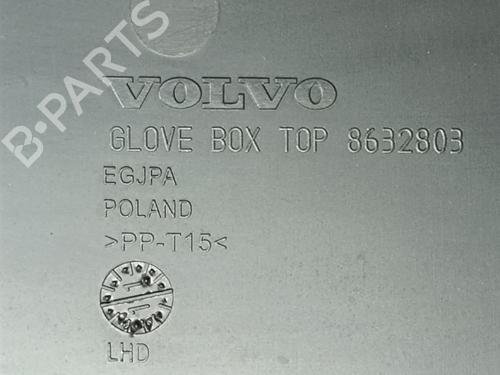 B-PARTS
VOLVO
GLOVE BOX TOP 8632803
EGJPA
POLAND
>PP-T15<
LHD